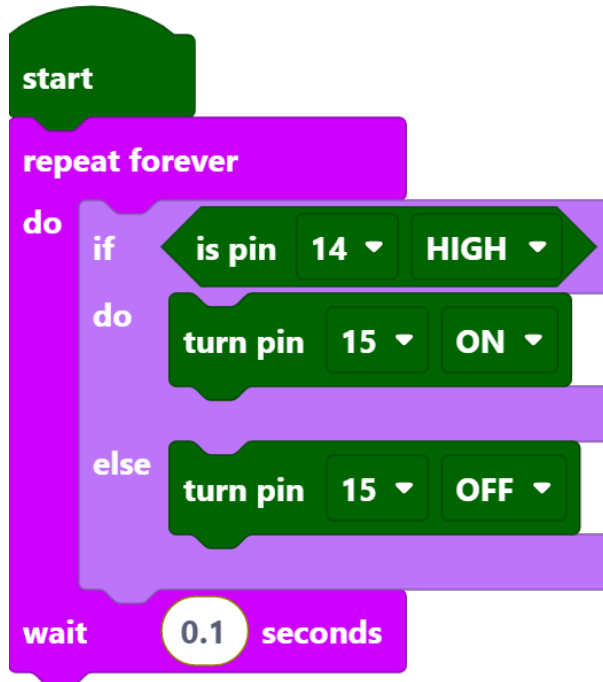 start
repeat forever
do
if is pin 14 HIGH
do
turn pin 15 ON
else
turn pin 15 OFF
wait 0.1 seconds